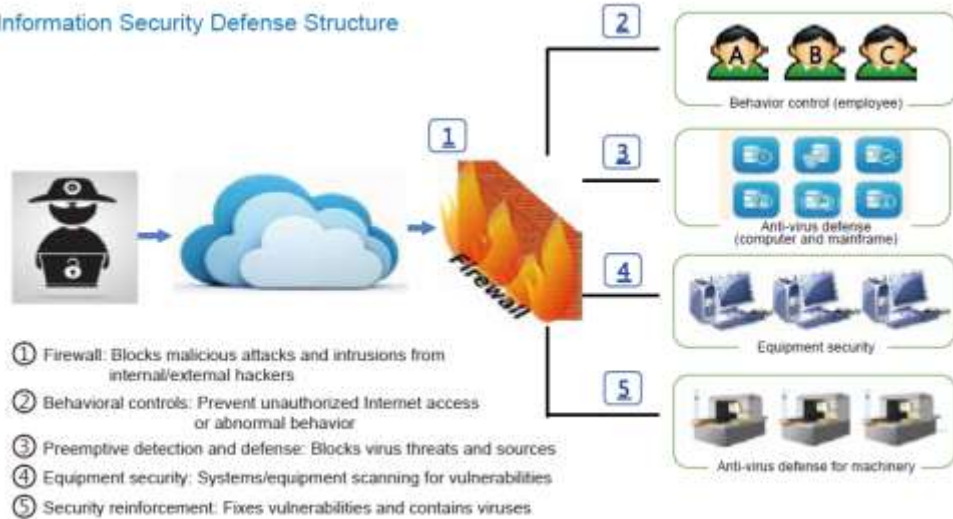 Information Security Defense Structure
1
Firewall
2
A B C
Behavior control (employee)
3
Anti-virus defense
(computer and mainframe)
4
Equipment security
5
Anti-virus defense for machinery
① Firewall: Blocks malicious attacks and intrusions from
internal/external hackers
② Behavioral controls: Prevent unauthorized Internet access
or abnormal behavior
③ Preemptive detection and defense: Blocks virus threats and sources
④ Equipment security: Systems/equipment scanning for vulnerabilities
⑤ Security reinforcement: Fixes vulnerabilities and contains viruses